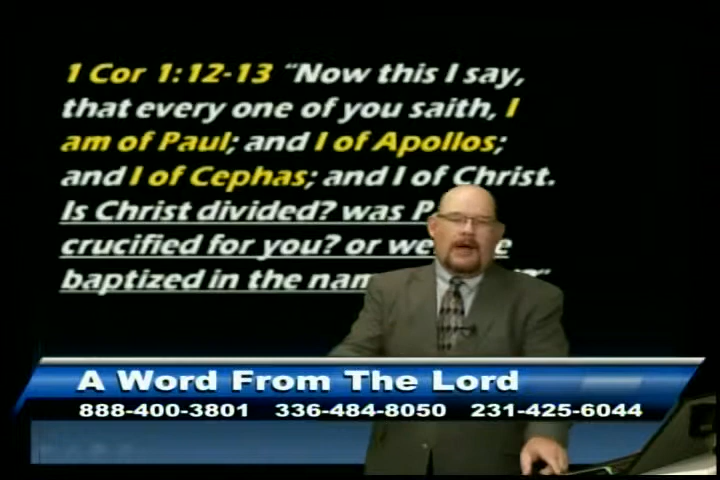 1 Cor 1:12-13 “Now this I say,
that every one of you saith, I
am of Paul; and I of Apollos;
and I of Cephas; and I of Christ.
Is Christ divided? was
crucified for you? or
baptized in the
A Word From The Lord
888-400-3801 336-484-8050 231-425-6044